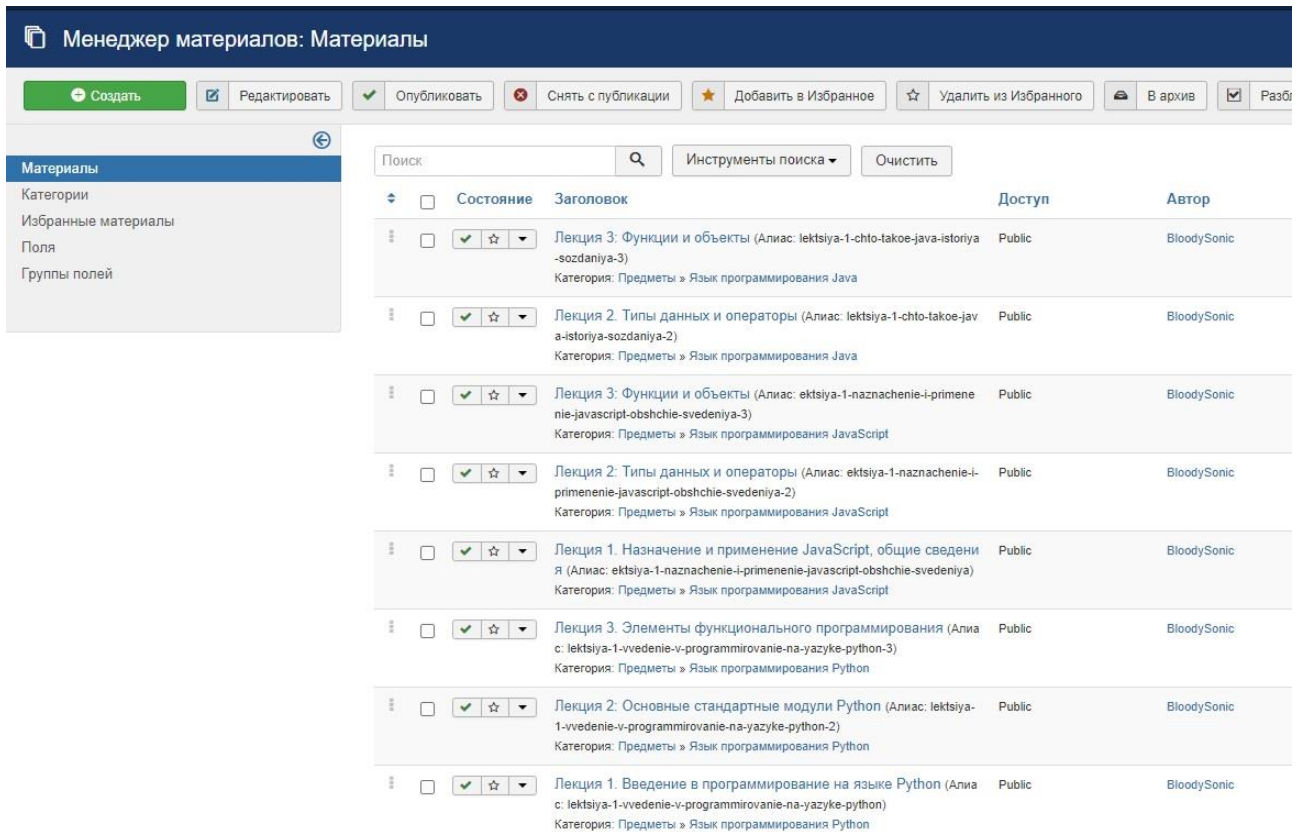 Менеджер материалов: Материалы
Создать Редактировать Опубликовать Снять с публикации Добавить в Избранное Удалить из Избранного В архив
Материалы
Категории
Избранные материалы
Поля
Группы полей
Поиск Инструменты поиска Очистить
Состояние Заголовок Доступ Автор
Лекция 3: Функции и объекты (Алиас: lektsiya-1-chto-takoe-java-istoriya Public BloodySonic
-sozdaniya-3)
Категория: Предметы » Язык программирования Java
Лекция 2. Типы данных и операторы (Алиас: lektsiya-1-chto-takoe-jav Public BloodySonic
a-istoriya-sozdaniya-2)
Категория: Предметы » Язык программирования Java
Лекция 3: Функции и объекты (Алиас: ektsiya-1-naznachenie-i-primene Public BloodySonic
nie-javascript-obshchie-svedeniya-3)
Категория: Предметы » Язык программирования JavaScript
Лекция 2: Типы данных и операторы (Алиас: ektsiya-1-naznachenie-i- Public BloodySonic
primenenie-javascript-obshchie-svedeniya-2)
Категория: Предметы » Язык программирования JavaScript
Лекция 1. Назначение и применение JavaScript, общие сведени Public BloodySonic
я (Алиас: ektsiya-1-naznachenie-i-primenenie-javascript-obshchie-svedeniya)
Категория: Предметы » Язык программирования JavaScript
Лекция 3. Элементы функционального программирования (Алиа Public BloodySonic
с: lektsiya-1-vvedenie-v-programmirovanie-na-yazyke-python-3)
Категория: Предметы » Язык программирования Python
Лекция 2: Основные стандартные модули Python (Алиас: lektsiya- Public BloodySonic
1-vvedenie-v-programmirovanie-na-yazyke-python-2)
Категория: Предметы » Язык программирования Python
Лекция 1. Введение в программирование на языке Python (Алиа Public BloodySonic
с: lektsiya-1-vvedenie-v-programmirovanie-na-yazyke-python)
Категория: Предметы » Язык программирования Python